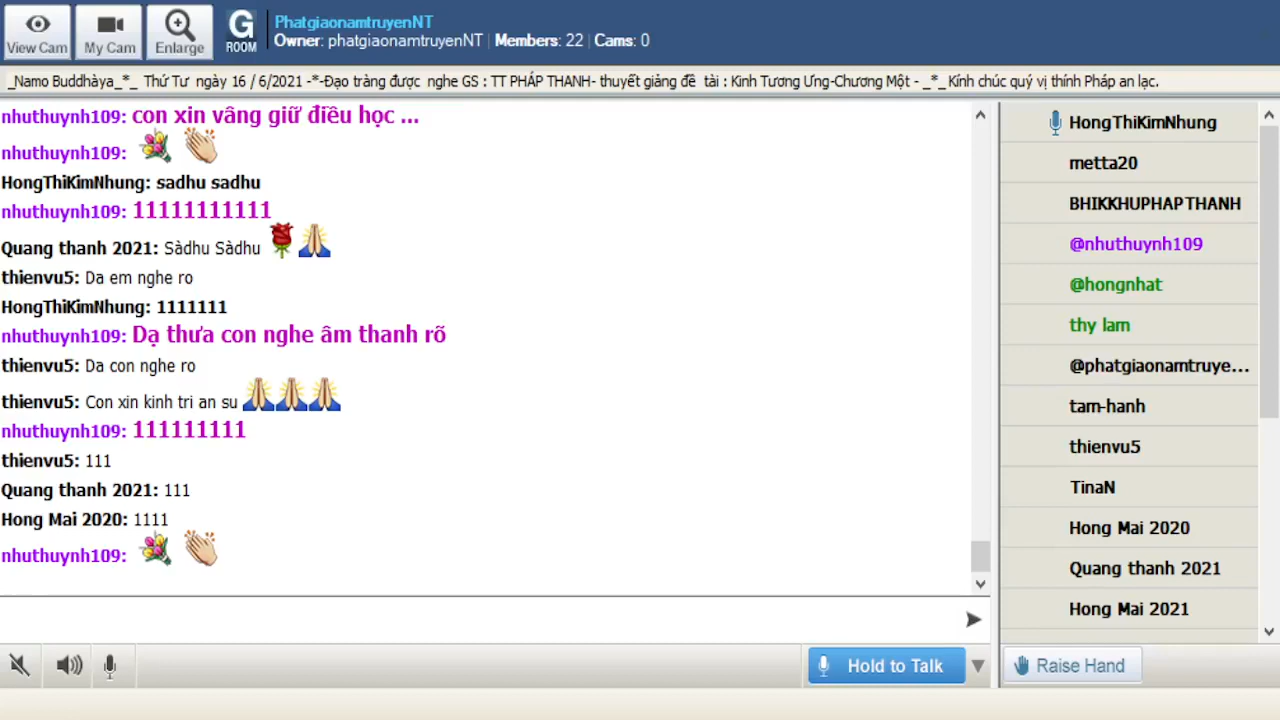 View Cam
My Cam
Enlarge
G
ROOM
PhatgiaonamtruyenNT
Owner: phatgiaonamtruyenNT | Members: 22 | Cams: 0
_Namo Buddhàya_*_ Thứ Tư ngày 16 / 6/2021 -*-Đạo tràng được nghe GS : TT PHÁP THANH- thuyết giảng đề tài : Kinh Tương Ưng-Chương Một - _*_ Kính chúc quý vị thính Pháp an lạc.
nhuthuynh109: con xin vâng giữ điều học ...
nhuthuynh109:
HongThiKimNhung: sadhu sadhu
nhuthuynh109: 11111111111
Quang thanh 2021: Sàdhu Sàdhu
thienvu5: Da em nghe ro
HongThiKimNhung: 1111111
nhuthuynh109: Dạ thưa con nghe âm thanh rõ
thienvu5: Da con nghe ro
thienvu5: Con xin kinh tri an su
nhuthuynh109: 111111111
thienvu5: 111
Quang thanh 2021: 111
Hong Mai 2020: 1111
nhuthuynh109:
HongThiKimNhung
metta20
BHIKKHUPHAPTHANH
@nhuthuynh109
@hongnhat
thy lam
@phatgiaonamtruye...
tam-hanh
thienvu5
TinaN
Hong Mai 2020
Quang thanh 2021
Hong Mai 2021
Hold to Talk
Raise Hand